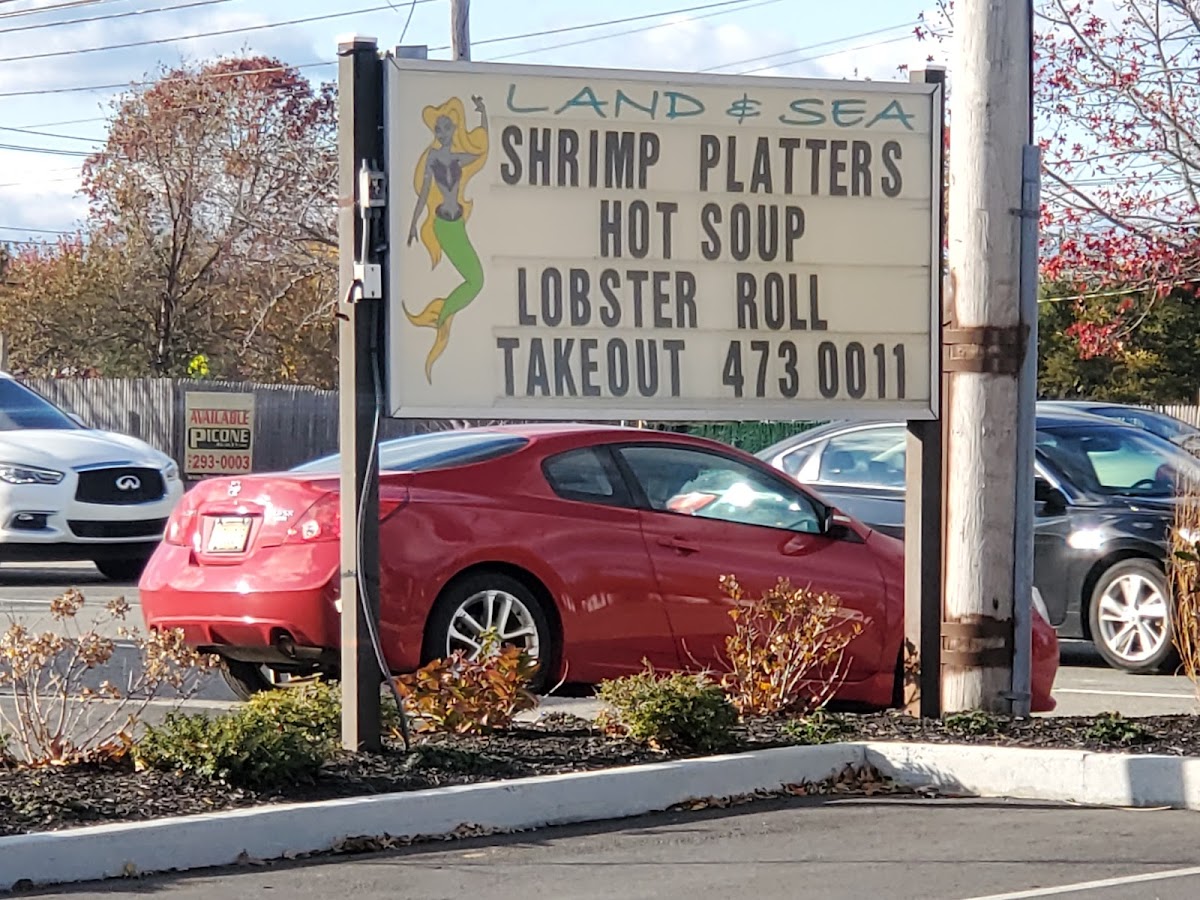 LAND & SEA
SHRIMP PLATTERS
HOT SOUP
LOBSTER ROLL
TAKEOUT 473 0011
AVAILABLE
PICONE
293-0003